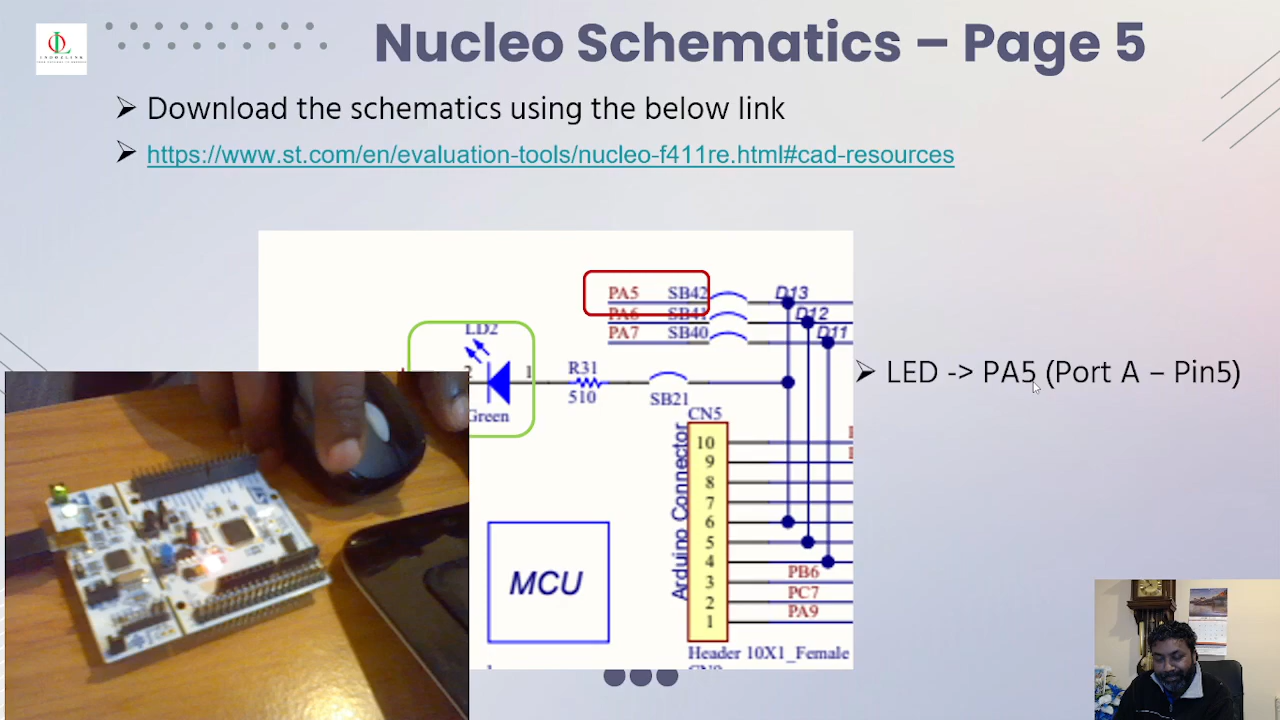 Nucleo Schematics – Page 5
Download the schematics using the below link
https://www.st.com/en/evaluation-tools/nucleo-f411re.html#cad-resources
PA5 SB42 D13
PA6 SB41 D12
PA7 SB40 D11
LD2
2 1 R31
510
SB21
Green
LED -> PA5 (Port A – Pin5)
CN5
Arduino Connector
10
9
8
7
6
5
4
3 PB6
2 PC7
1 PA9
MCU
Header 10X1_Female